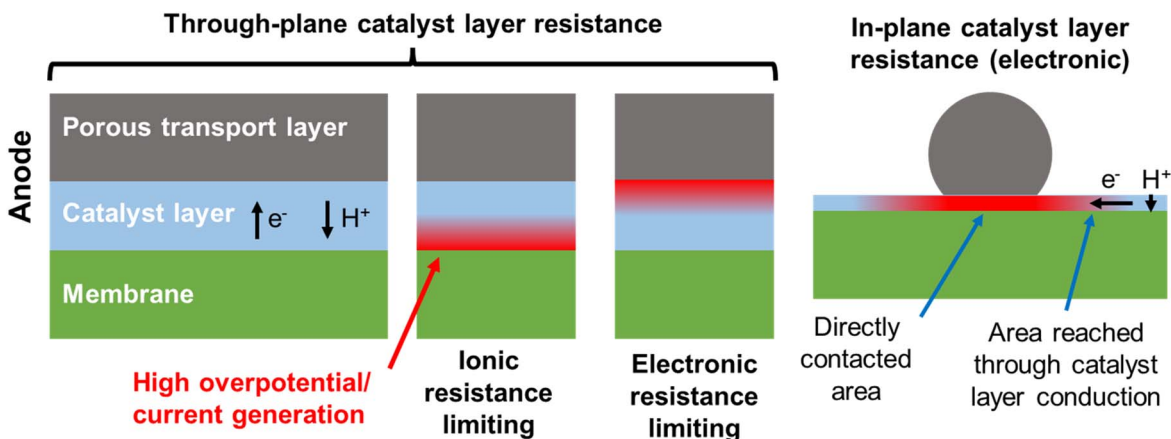 Through-plane catalyst layer resistance
In-plane catalyst layer
resistance (electronic)
Anode
Porous transport layer
Catalyst layer
e-
H+
Membrane
e-
H+
High overpotential/
current generation
Ionic
resistance
limiting
Electronic
resistance
limiting
Directly
contacted
area
Area reached
through catalyst
layer conduction